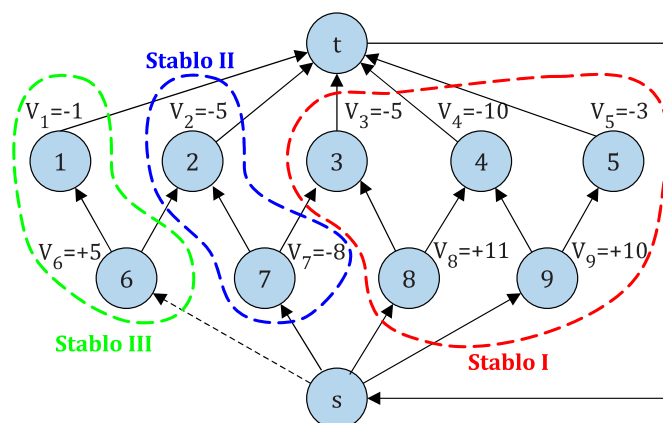 t
Stablo II
V1=-1 V2=-5 V3=-5 V4=-10 V5=-3
1 2 3 4 5
V6=+5 V7=-8 V8=+11 V9=+10
6 7 8 9
Stablo III Stablo I
s